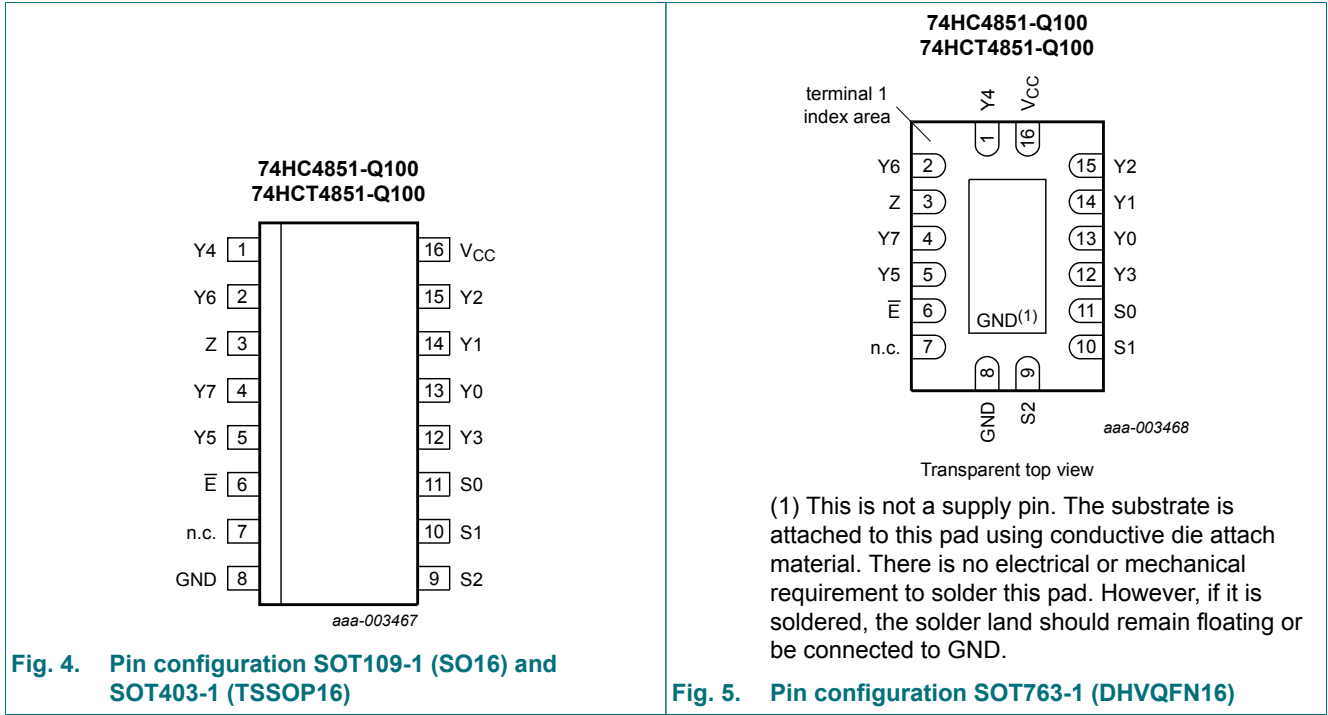 74HC4851-Q100
74HCT4851-Q100
Y4 1
16 VCC
Y6 2
15 Y2
Z 3
14 Y1
Y7 4
13 Y0
Y5 5
12 Y3
E̅ 6
11 S0
n.c. 7
10 S1
GND 8
9 S2
aaa-003467
Fig. 4. Pin configuration SOT109-1 (SO16) and
SOT403-1 (TSSOP16)
74HC4851-Q100
74HCT4851-Q100
terminal 1
index area
Y4
VCC
1
16
Y6 2
15 Y2
Z 3
14 Y1
Y7 4
13 Y0
Y5 5
12 Y3
E̅ 6
11 S0
GND(1)
n.c. 7
10 S1
8
9
GND
S2
aaa-003468
Transparent top view
(1) This is not a supply pin. The substrate is
attached to this pad using conductive die attach
material. There is no electrical or mechanical
requirement to solder this pad. However, if it is
soldered, the solder land should remain floating or
be connected to GND.
Fig. 5. Pin configuration SOT763-1 (DHVQFN16)